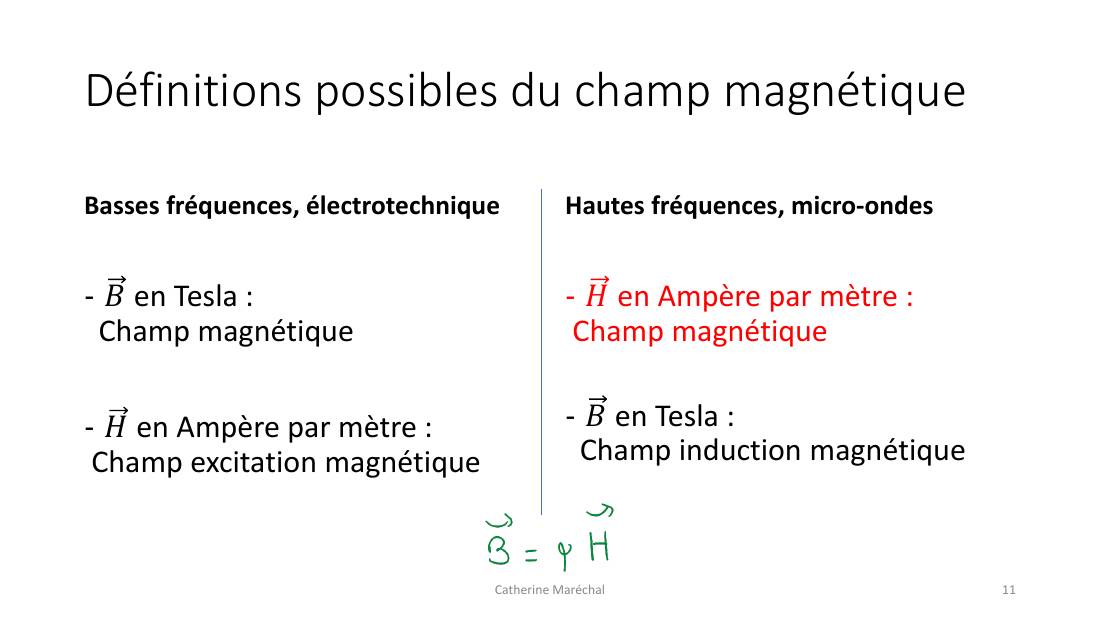 Définitions possibles du champ magnétique
Basses fréquences, électrotechnique
- B⃗ en Tesla :
Champ magnétique
- H⃗ en Ampère par mètre :
Champ excitation magnétique
Hautes fréquences, micro-ondes
- H⃗ en Ampère par mètre :
Champ magnétique
- B⃗ en Tesla :
Champ induction magnétique
B⃗ = μ H⃗
Catherine Maréchal
11